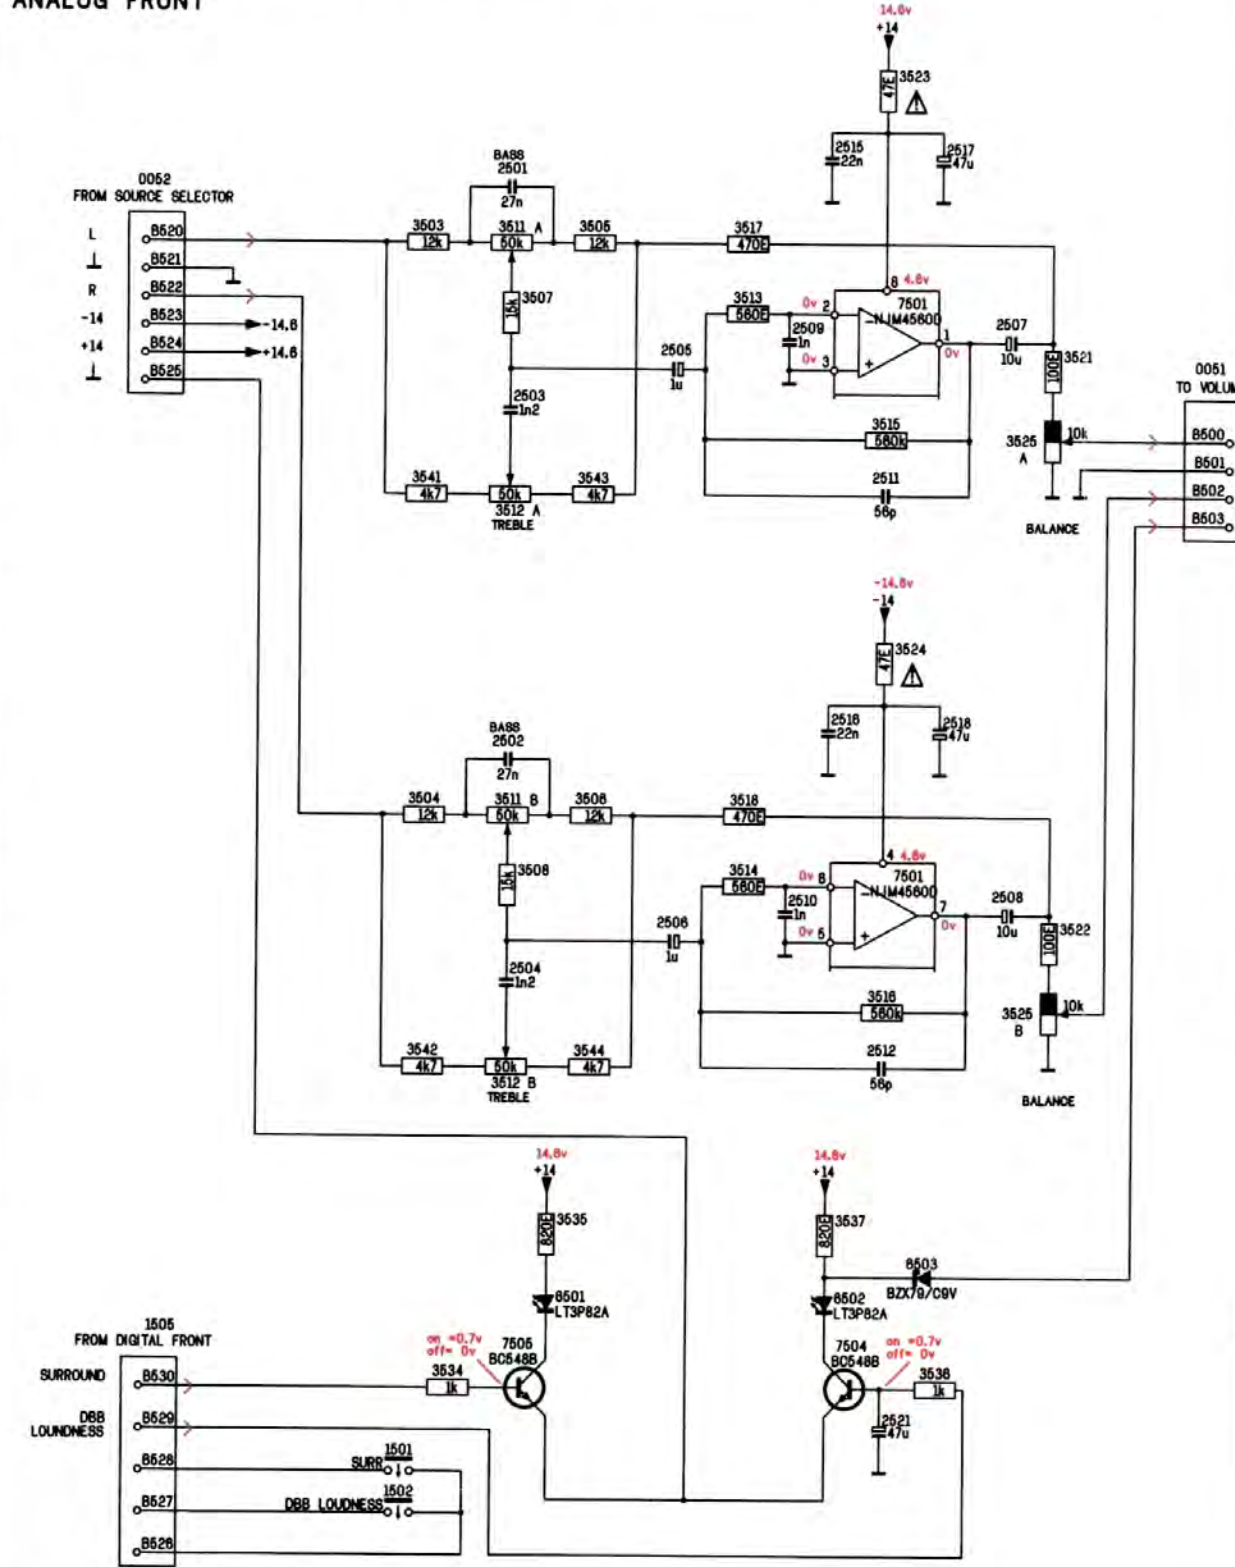 ANALOG FRONT
14.6v
+14
47E
3523
2515
22n
2517
47u
BASS
2501
27n
0052
FROM SOURCE SELECTOR
L
B520
B521
R
B522
-14
B523
-14.6
+14
B524
+14.6
B525
3503
12k
3511 A
50k
3505
12k
3517
470E
3507
15k
3513
560E
0v 2
8 4.6v
7501
NJM4560D
2509
1n
0v 3
1
0v
2507
10u
3521
100E
2505
1u
2503
1n2
3515
560k
3525
A
10k
0051
TO VOLUM
B500
B501
B502
B503
3541
4k7
50k
3512 A
TREBLE
3543
4k7
2511
56p
BALANCE
-14.6v
-14
47E
3524
2516
22n
2518
47u
BASS
2502
27n
3504
12k
3511 B
50k
3506
12k
3518
470E
3508
15k
3514
560E
0v 6
4 4.6v
7501
NJM4560D
2510
1n
0v 5
7
0v
2508
10u
3522
100E
2506
1u
2504
1n2
3516
560k
3525
B
10k
3542
4k7
50k
3512 B
TREBLE
3544
4k7
2512
56p
BALANCE
14.6v
+14
820E
3535
14.6v
+14
820E
3537
6501
LT3P82A
6503
BZX79/C9V
6502
LT3P82A
1505
FROM DIGITAL FRONT
on =0.7v
off= 0v
7505
BC548B
7504
BC548B
on =0.7v
off= 0v
SURROUND
B530
3534
1k
3536
1k
DBB
LOUNDNESS
B529
2521
47u
B528
SURR
1501
B527
DBB LOUDNESS
1502
B526